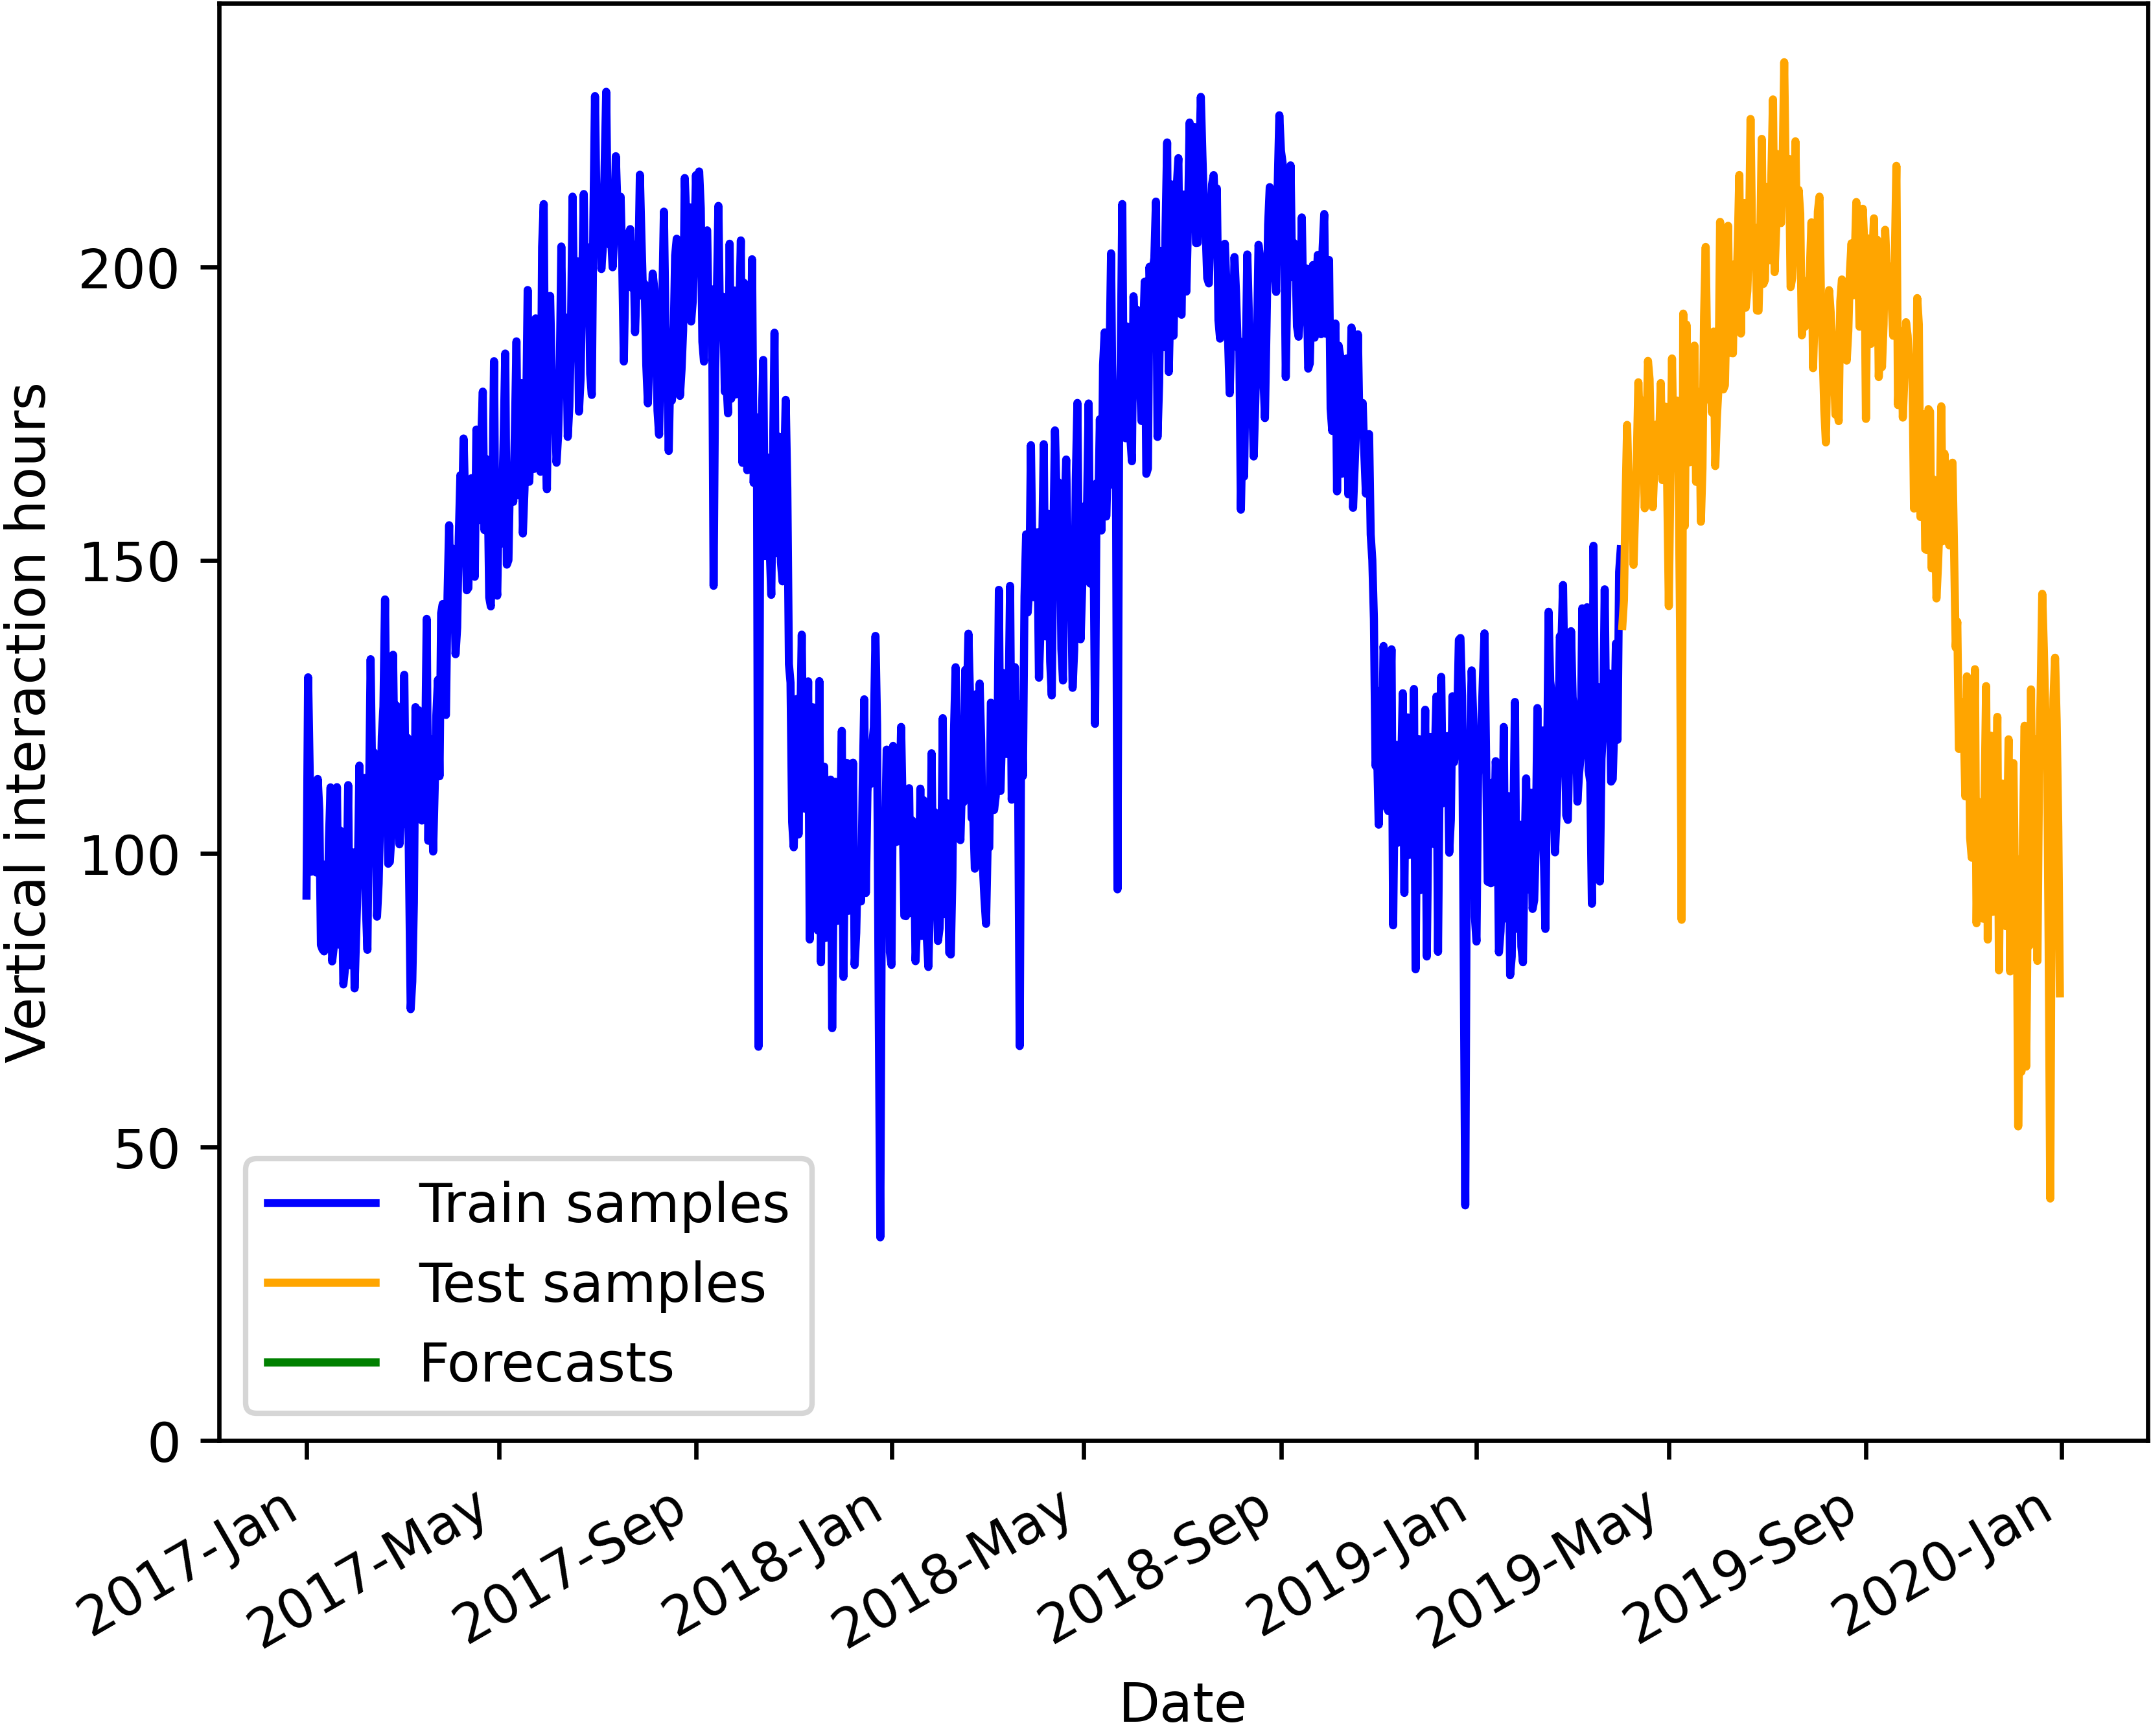 Vertical interaction hours
200
150
100
50
0
Train samples
Test samples
Forecasts
2017-Jan
2017-May
2017-Sep
2018-Jan
2018-May
2018-Sep
2019-Jan
2019-May
2019-Sep
2020-Jan
Date